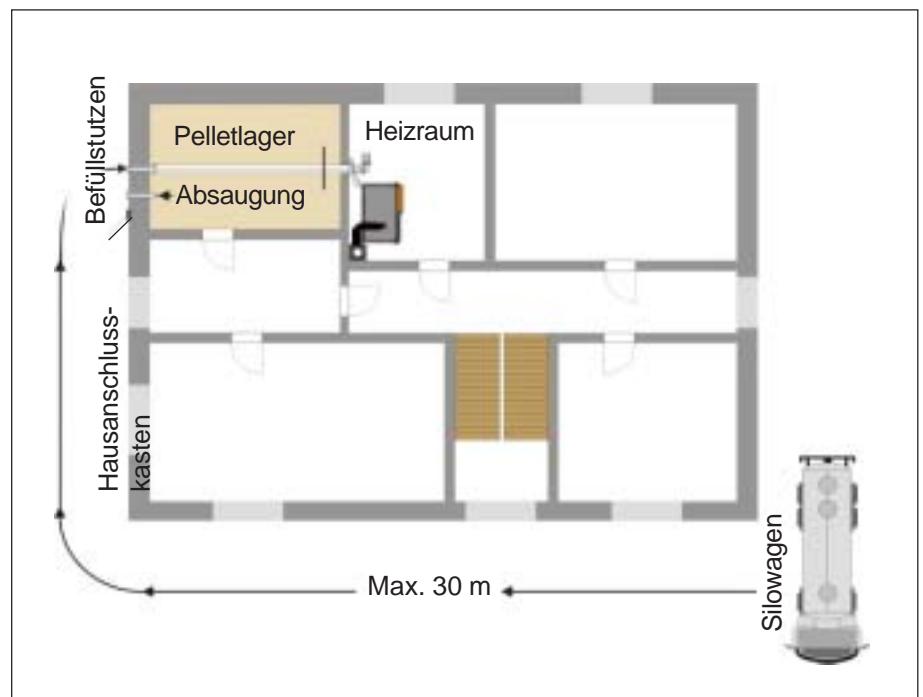 Befüllstutzen
Pelletlager
Heizraum
Absaugung
Hausanschluss-
kasten
Max. 30 m
Silowagen